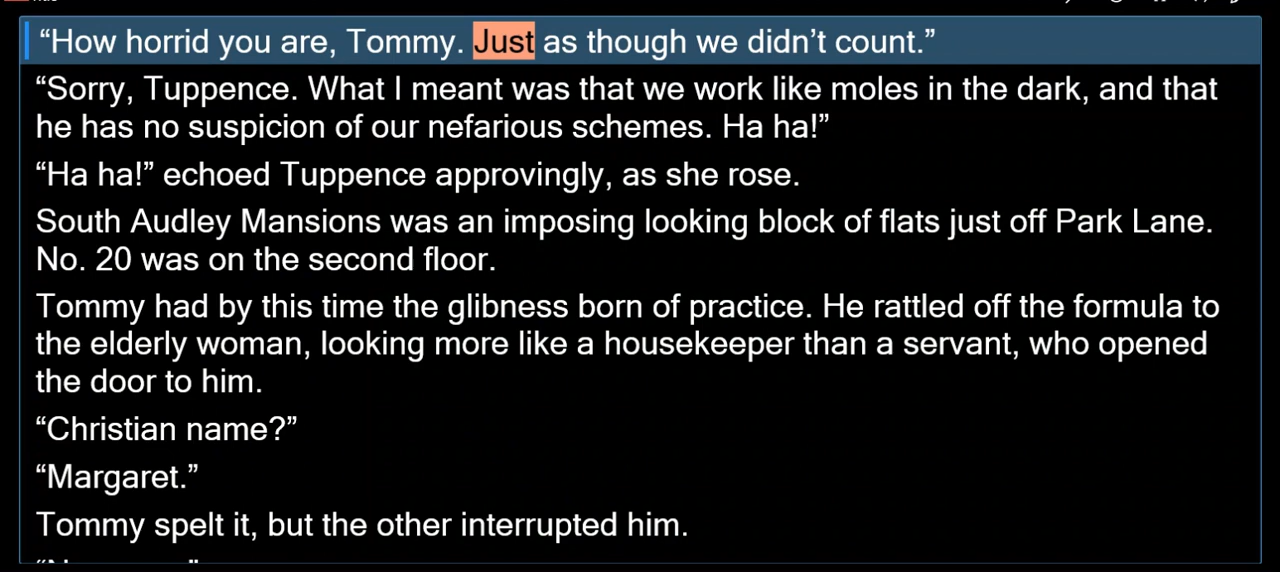 “How horrid you are, Tommy. Just as though we didn’t count.”
“Sorry, Tuppence. What I meant was that we work like moles in the dark, and that
he has no suspicion of our nefarious schemes. Ha ha!”
“Ha ha!” echoed Tuppence approvingly, as she rose.
South Audley Mansions was an imposing looking block of flats just off Park Lane.
No. 20 was on the second floor.
Tommy had by this time the glibness born of practice. He rattled off the formula to
the elderly woman, looking more like a housekeeper than a servant, who opened
the door to him.
“Christian name?”
“Margaret.”
Tommy spelt it, but the other interrupted him.